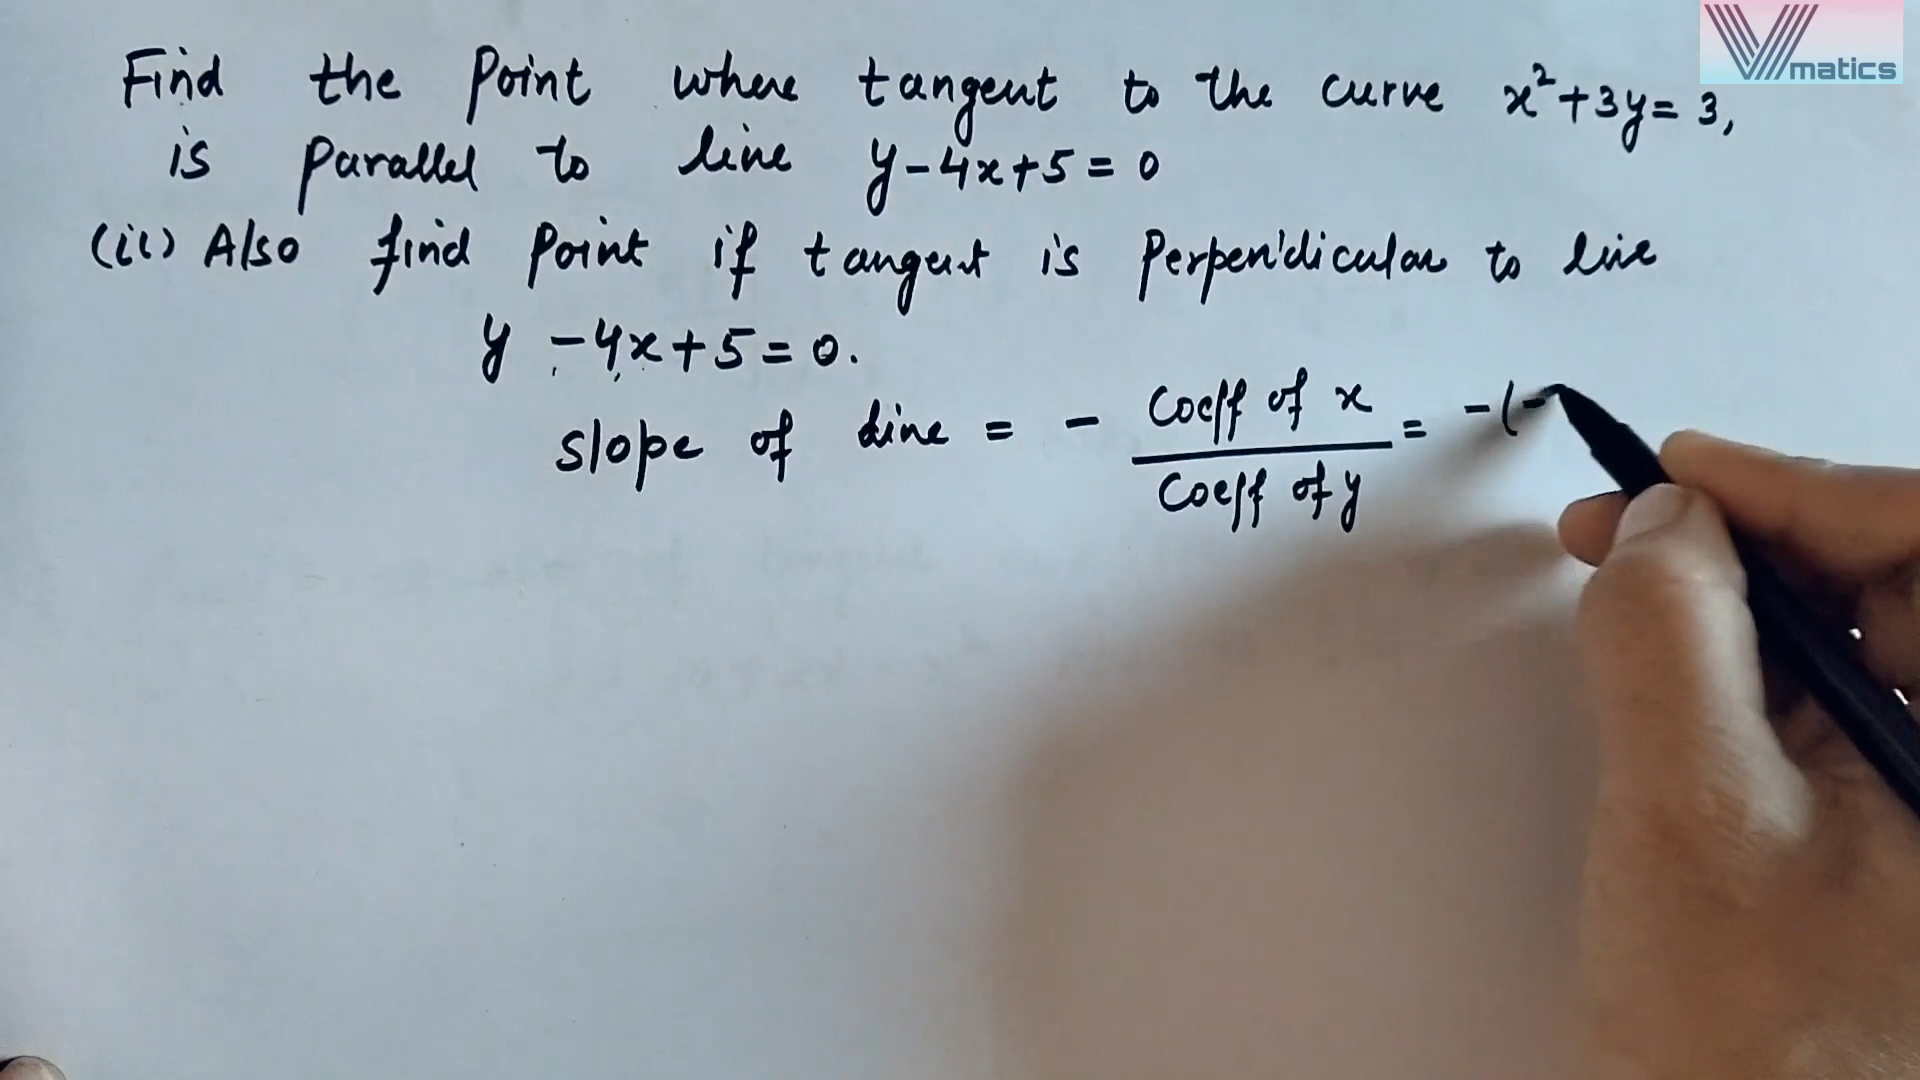 Vmatics
Find the Point where tangent to the curve x²+3y=3,
is parallel to line y-4x+5=0
(ii) Also find Point if tangent is Perpendicular to line
y -4x+5=0.
slope of line = - Coeff of x / Coeff of y = -(-